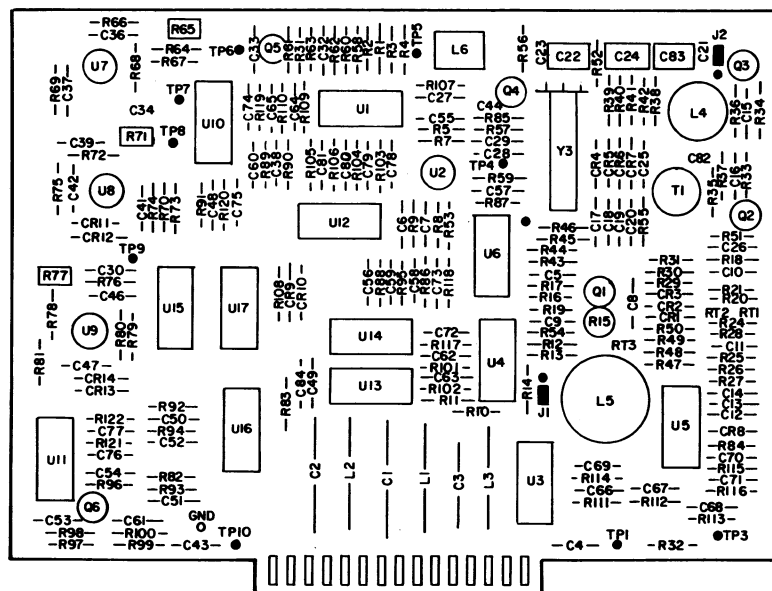 R66
C36
R65
R64
R67
TP6
C33
Q5
R61
R31
R63
C32
R62
R60
R58
R2
R1
R3
R4
TP5
L6
R56
C23
C22
R52
C24
C83
C21
J2
Q3
U7
R68
R69
C37
C34
TP7
R71
TP8
U10
C74
R119
C65
R110
C64
R109
U1
R107
C27
C44
Q4
C55
R5
R7
R85
R57
C29
C28
TP4
R59
C57
R87
Y3
R39
R40
R41
R42
R38
L4
R36
C15
R34
C39
R72
R75
C42
U8
CR11
CR12
C41
R74
R70
R73
R91
C48
R120
C75
C60
R89
C38
R90
R105
C81
R106
C80
R104
C79
R103
C78
U2
CR4
CR5
R6
CR7
C25
C82
T1
R35
R37
C16
R33
Q2
C17
C18
C19
C20
R55
U12
C6
R9
C7
R8
R53
U6
R46
R45
R44
R43
C5
R17
R16
R19
C9
R54
R12
R13
Q1
R15
C8
RT3
R31
R30
R29
CR3
CR2
CR1
R50
R49
R48
R47
R51
C26
R18
C10
R21
R20
RT2
RT1
R24
R28
C11
R25
R26
R27
C14
C13
C12
CR8
R84
C70
R115
C71
R116
TP9
R77
C30
R76
C46
R78
U9
R80
R79
R81
C47
CR14
CR13
U15
U17
R108
CR9
CR10
C56
R88
C59
R95
C58
R86
C73
R118
U14
C72
R117
C62
R101
C63
R102
R11
R10
U4
R14
J1
L5
U5
U13
R83
C84
C49
U16
R92
C50
R94
C52
R122
C77
R121
C76
U11
C54
R96
R82
R93
C51
Q6
C2
L2
C1
L1
C3
L3
U3
C69
R114
C66
R111
C67
R112
C68
R113
C53
R98
R97
C61
R100
R99
GND
C43
TP10
C4
TP1
R32
TP3